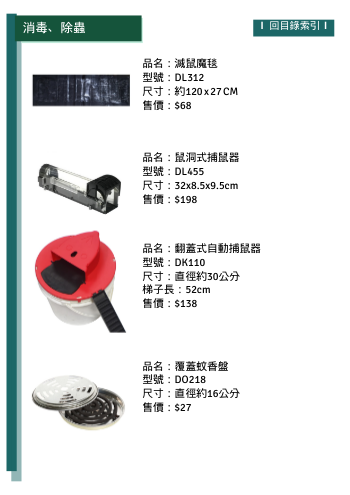 消毒、除蟲
I 回目錄索引 I
品名：滅鼠魔毯
型號：DL312
尺寸：約120 x 27 CM
售價：$68
品名：鼠洞式捕鼠器
型號：DL455
尺寸：32x8.5x9.5cm
售價：$198
品名：翻蓋式自動捕鼠器
型號：DK110
尺寸：直徑約30公分
梯子長：52cm
售價：$138
品名：覆蓋蚊香盤
型號：DO218
尺寸：直徑約16公分
售價：$27